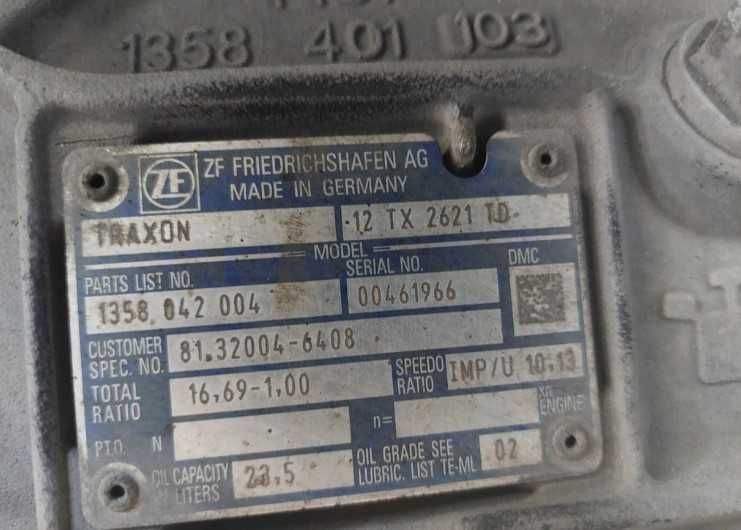 1358 401 103
ZF
ZF FRIEDRICHSHAFEN AG
MADE IN GERMANY
TRAXON 12 TX 2621 TD
MODEL
PARTS LIST NO. SERIAL NO. DMC
1358 042 004 00461966
CUSTOMER SPEC. NO. 81.32004-6408
TOTAL RATIO 16,69-1,00 SPEEDO RATIO IMP/U 10.13
P.T.O. N n= X ENGINE
OIL CAPACITY LITERS 23,5 OIL GRADE SEE LUBRIC. LIST TE-ML 02